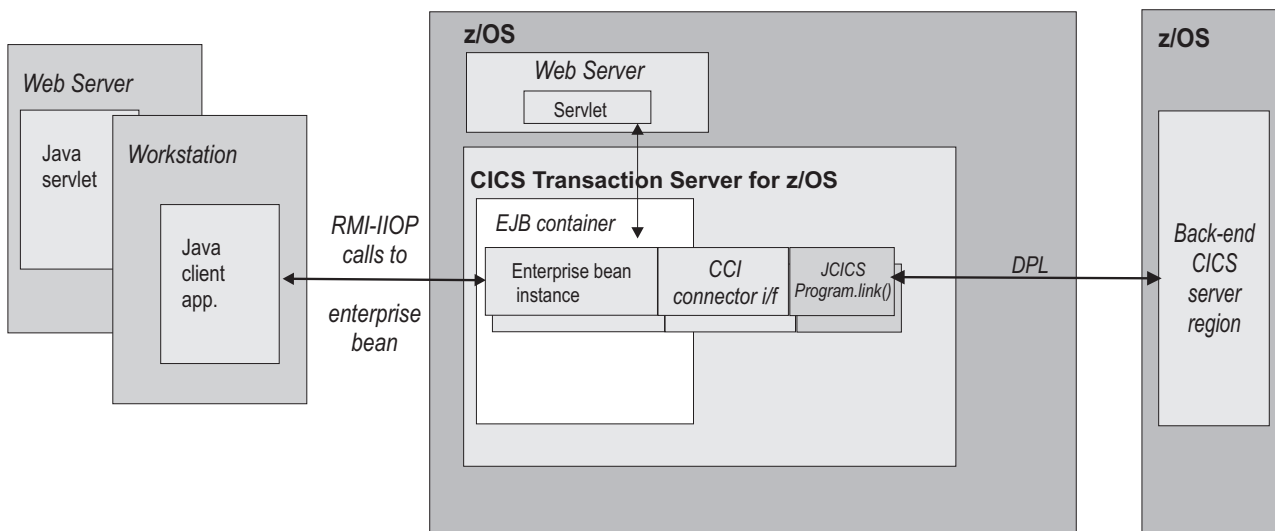 Web Server
Java
servlet
Workstation
Java
client
app.
RMI-IIOP
calls to
enterprise
bean
z/OS
Web Server
Servlet
CICS Transaction Server for z/OS
EJB container
Enterprise bean
instance
CCI
connector i/f
JCICS
Program.link()
DPL
z/OS
Back-end
CICS
server
region